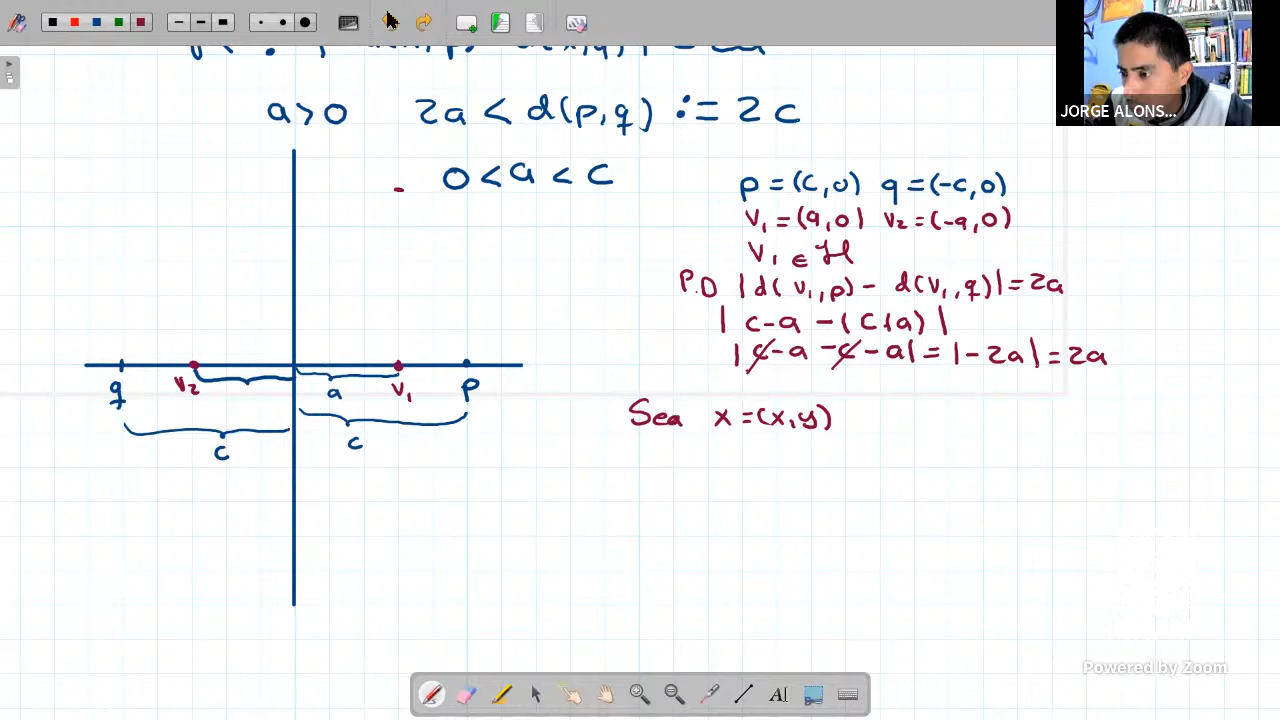 JORGE ALONS...
a > 0 2a < d(p,q) := 2c
0 < a < c
p = (c,0) q = (-c,0)
V₁ = (a,0) V₂ = (-a,0)
V₁ ∈ H
P.D |d(V₁,p) - d(V₁,q)| = 2a
| c-a - (c+a) |
| c-a - c-a| = |-2a| = 2a
q V₂ a V₁ p
Sea x = (x,y)
c c
Powered by Zoom
AI